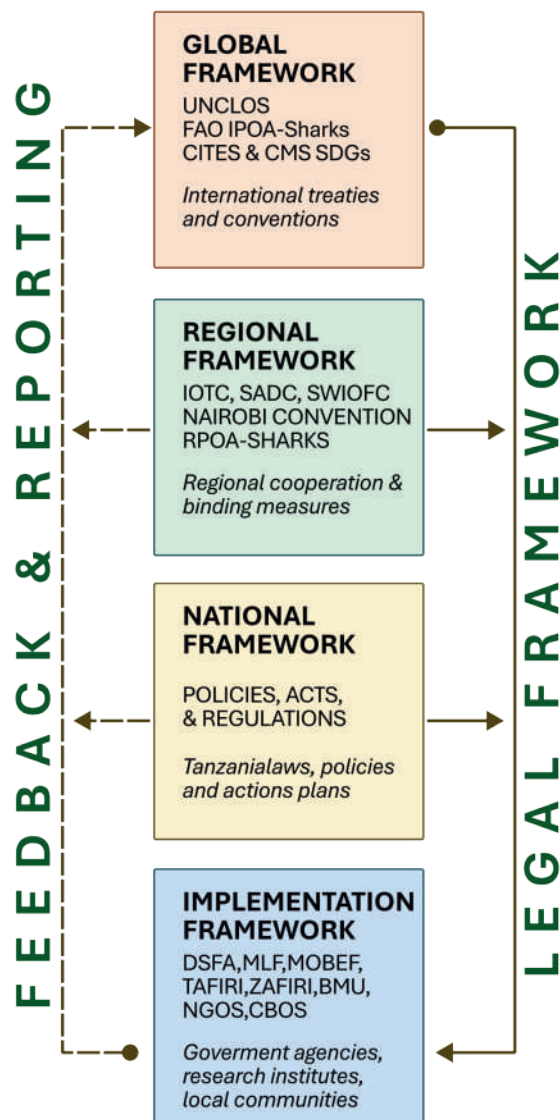 FEEDBACK & REPORTING
GLOBAL
FRAMEWORK
UNCLOS
FAO IPOA-Sharks
CITES & CMS SDGs
International treaties
and conventions
REGIONAL
FRAMEWORK
IOTC, SADC, SWIOFC
NAIROBI CONVENTION
RPOA-SHARKS
Regional cooperation &
binding measures
NATIONAL
FRAMEWORK
POLICIES, ACTS,
& REGULATIONS
Tanzanialaws, policies
and actions plans
IMPLEMENTATION
FRAMEWORK
DSFA,MLF,MOBEF,
TAFIRI,ZAFIRI,BMU,
NGOS,CBOS
Goverment agencies,
research institutes,
local communities
LEGAL FRAMEWORK